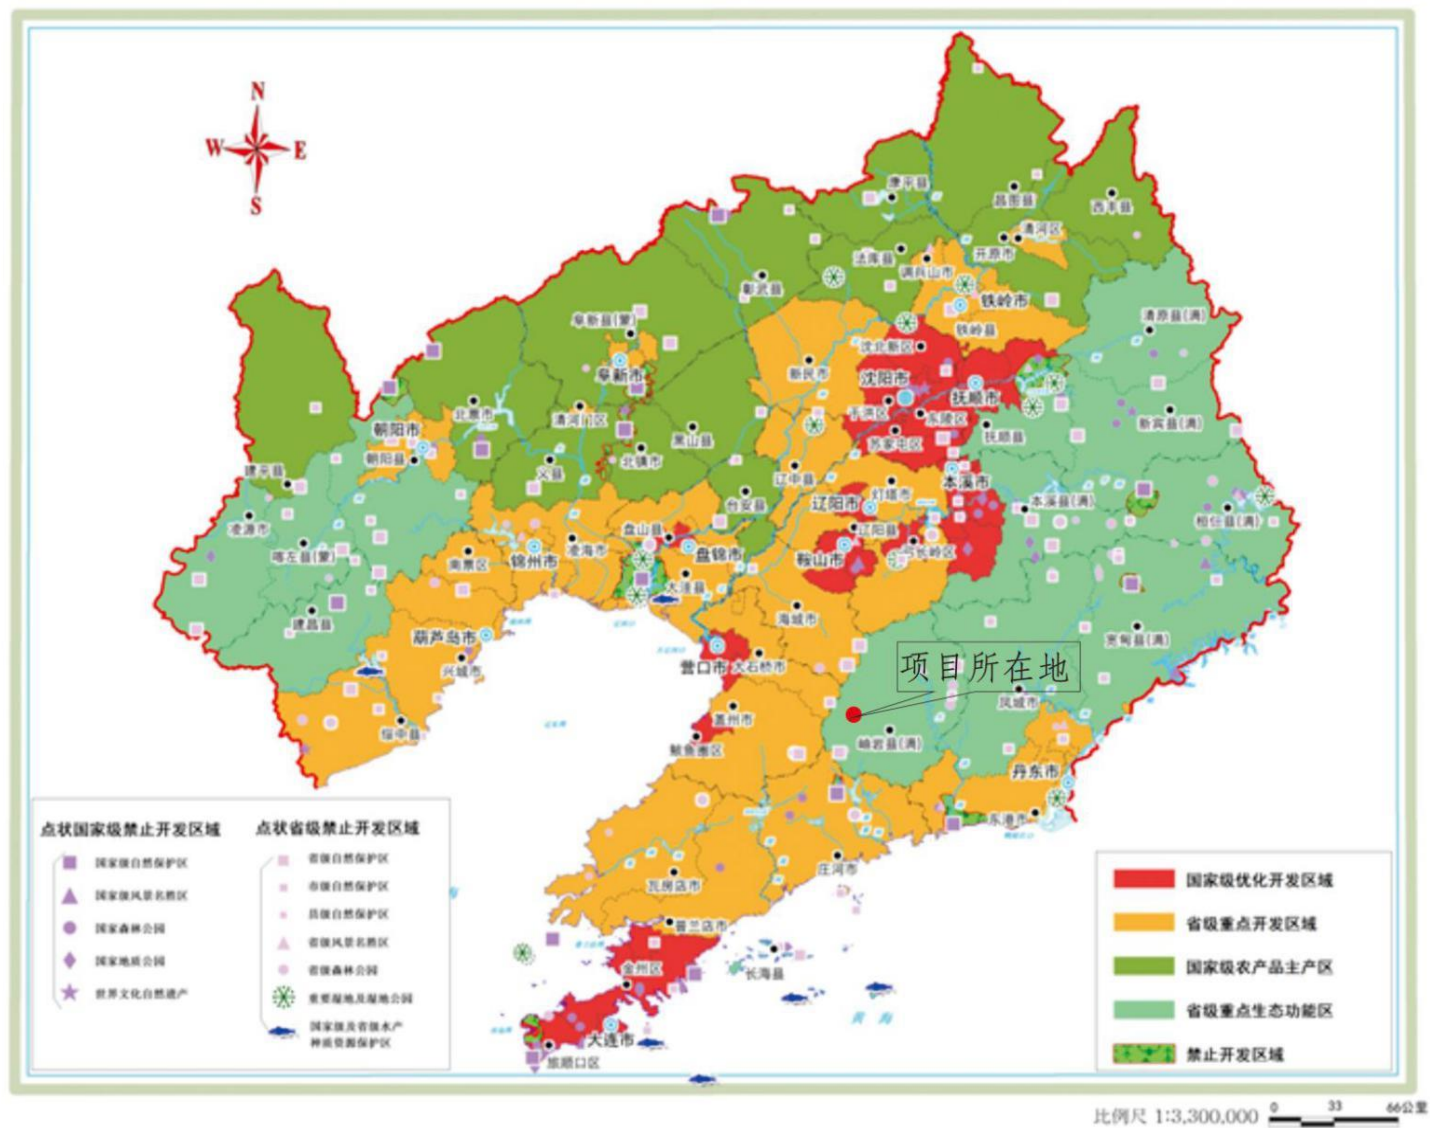 N
W E
S
康平县
昌图县
西丰县
清河区
开原市
法库县
调兵山市
彰武县
铁岭市
清原县(满)
阜新县(蒙)
铁岭县
沈北新区
新民市
阜新市
沈阳市
抚顺市
北票市
清河门区
于洪区
东陵区
新宾县(满)
朝阳市
黑山县
苏家屯区
抚顺县
朝阳县
义县
北镇市
建平县
辽中县
本溪市
台安县
辽阳市
灯塔市
本溪县(满)
凌源市
桓仁县(满)
盘山县
辽阳县
喀左县(蒙)
南票区
锦州市
凌海市
盘锦市
鞍山市
弓长岭区
大洼县
建昌县
海城市
宽甸县(满)
葫芦岛市
营口市
大石桥市
兴城市
项目所在地
凤城市
绥中县
盖州市
鲅鱼圈区
岫岩县(满)
丹东市
东港市
庄河市
瓦房店市
普兰店市
金州区
长海县
黄 海
海
大连市
旅顺口区
点状国家级禁止开发区域
国家级自然保护区
国家级风景名胜区
国家森林公园
国家地质公园
世界文化自然遗产
点状省级禁止开发区域
省级自然保护区
市级自然保护区
县级自然保护区
省级风景名胜区
省级森林公园
重要湿地及湿地公园
国家级及省级水产
种质资源保护区
国家级优化开发区域
省级重点开发区域
国家级农产品主产区
省级重点生态功能区
禁止开发区域
比例尺 1:3,300,000
0 33 66公里